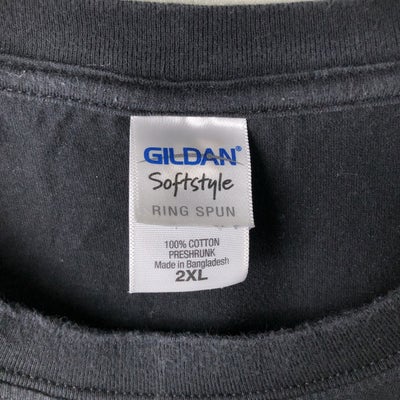 GILDAN®
Softstyle
RING SPUN
100% COTTON
PRESHRUNK
Made in Bangladesh
2XL